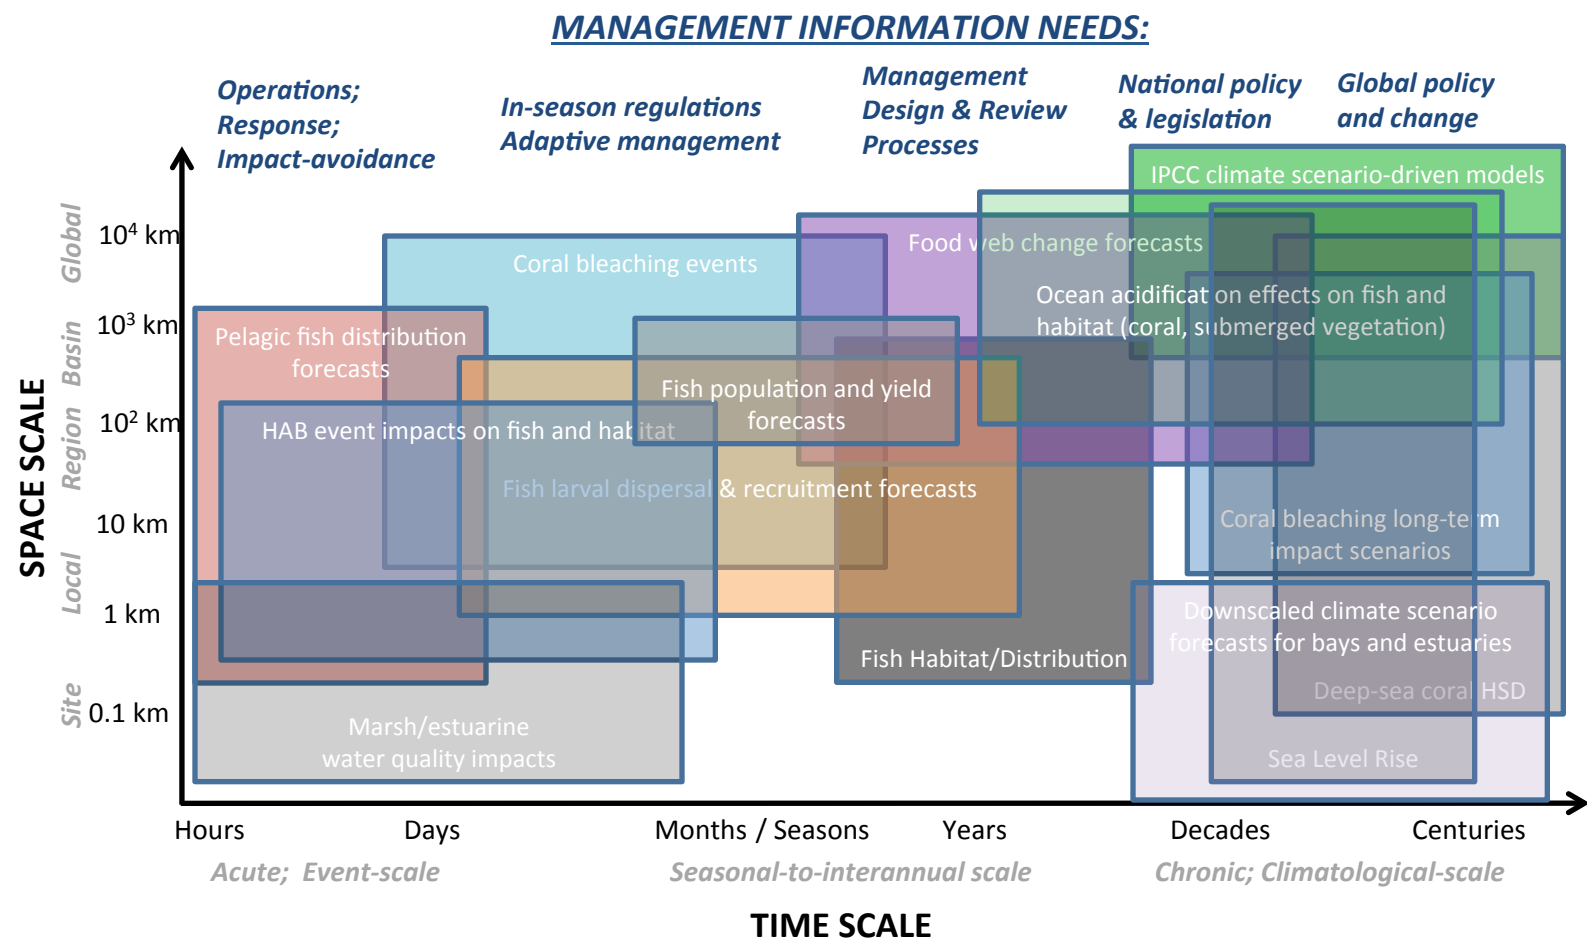 MANAGEMENT INFORMATION NEEDS:
Operations;
Response;
Impact-avoidance
In-season regulations
Adaptive management
Management
Design & Review
Processes
National policy
& legislation
Global policy
and change
SPACE SCALE
Global
Basin
Region
Local
Site
10⁴ km
10³ km
10² km
10 km
1 km
0.1 km
IPCC climate scenario-driven models
Food web change forecasts
Coral bleaching events
Ocean acidification effects on fish and
habitat (coral, submerged vegetation)
Pelagic fish distribution
forecasts
Fish population and yield
forecasts
HAB event impacts on fish and habitat
Fish larval dispersal & recruitment forecasts
Coral bleaching long-term
impact scenarios
Downscaled climate scenario
forecasts for bays and estuaries
Fish Habitat/Distribution
Deep-sea coral HSD
Marsh/estuarine
water quality impacts
Sea Level Rise
Hours
Days
Months / Seasons
Years
Decades
Centuries
Acute; Event-scale
Seasonal-to-interannual scale
Chronic; Climatological-scale
TIME SCALE